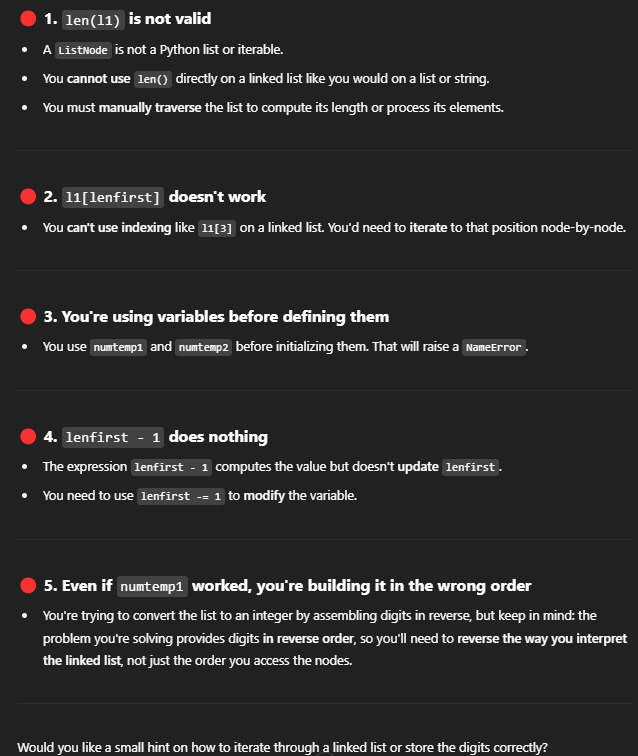 1. len(l1) is not valid
• A ListNode is not a Python list or iterable.
• You cannot use len() directly on a linked list like you would on a list or string.
• You must manually traverse the list to compute its length or process its elements.
2. l1[lenfirst] doesn't work
• You can't use indexing like l1[3] on a linked list. You'd need to iterate to that position node-by-node.
3. You're using variables before defining them
• You use numtemp1 and numtemp2 before initializing them. That will raise a NameError.
4. lenfirst - 1 does nothing
• The expression lenfirst - 1 computes the value but doesn't update lenfirst.
• You need to use lenfirst -= 1 to modify the variable.
5. Even if numtemp1 worked, you're building it in the wrong order
• You're trying to convert the list to an integer by assembling digits in reverse, but keep in mind: the
problem you're solving provides digits in reverse order, so you'll need to reverse the way you interpret
the linked list, not just the order you access the nodes.
Would you like a small hint on how to iterate through a linked list or store the digits correctly?